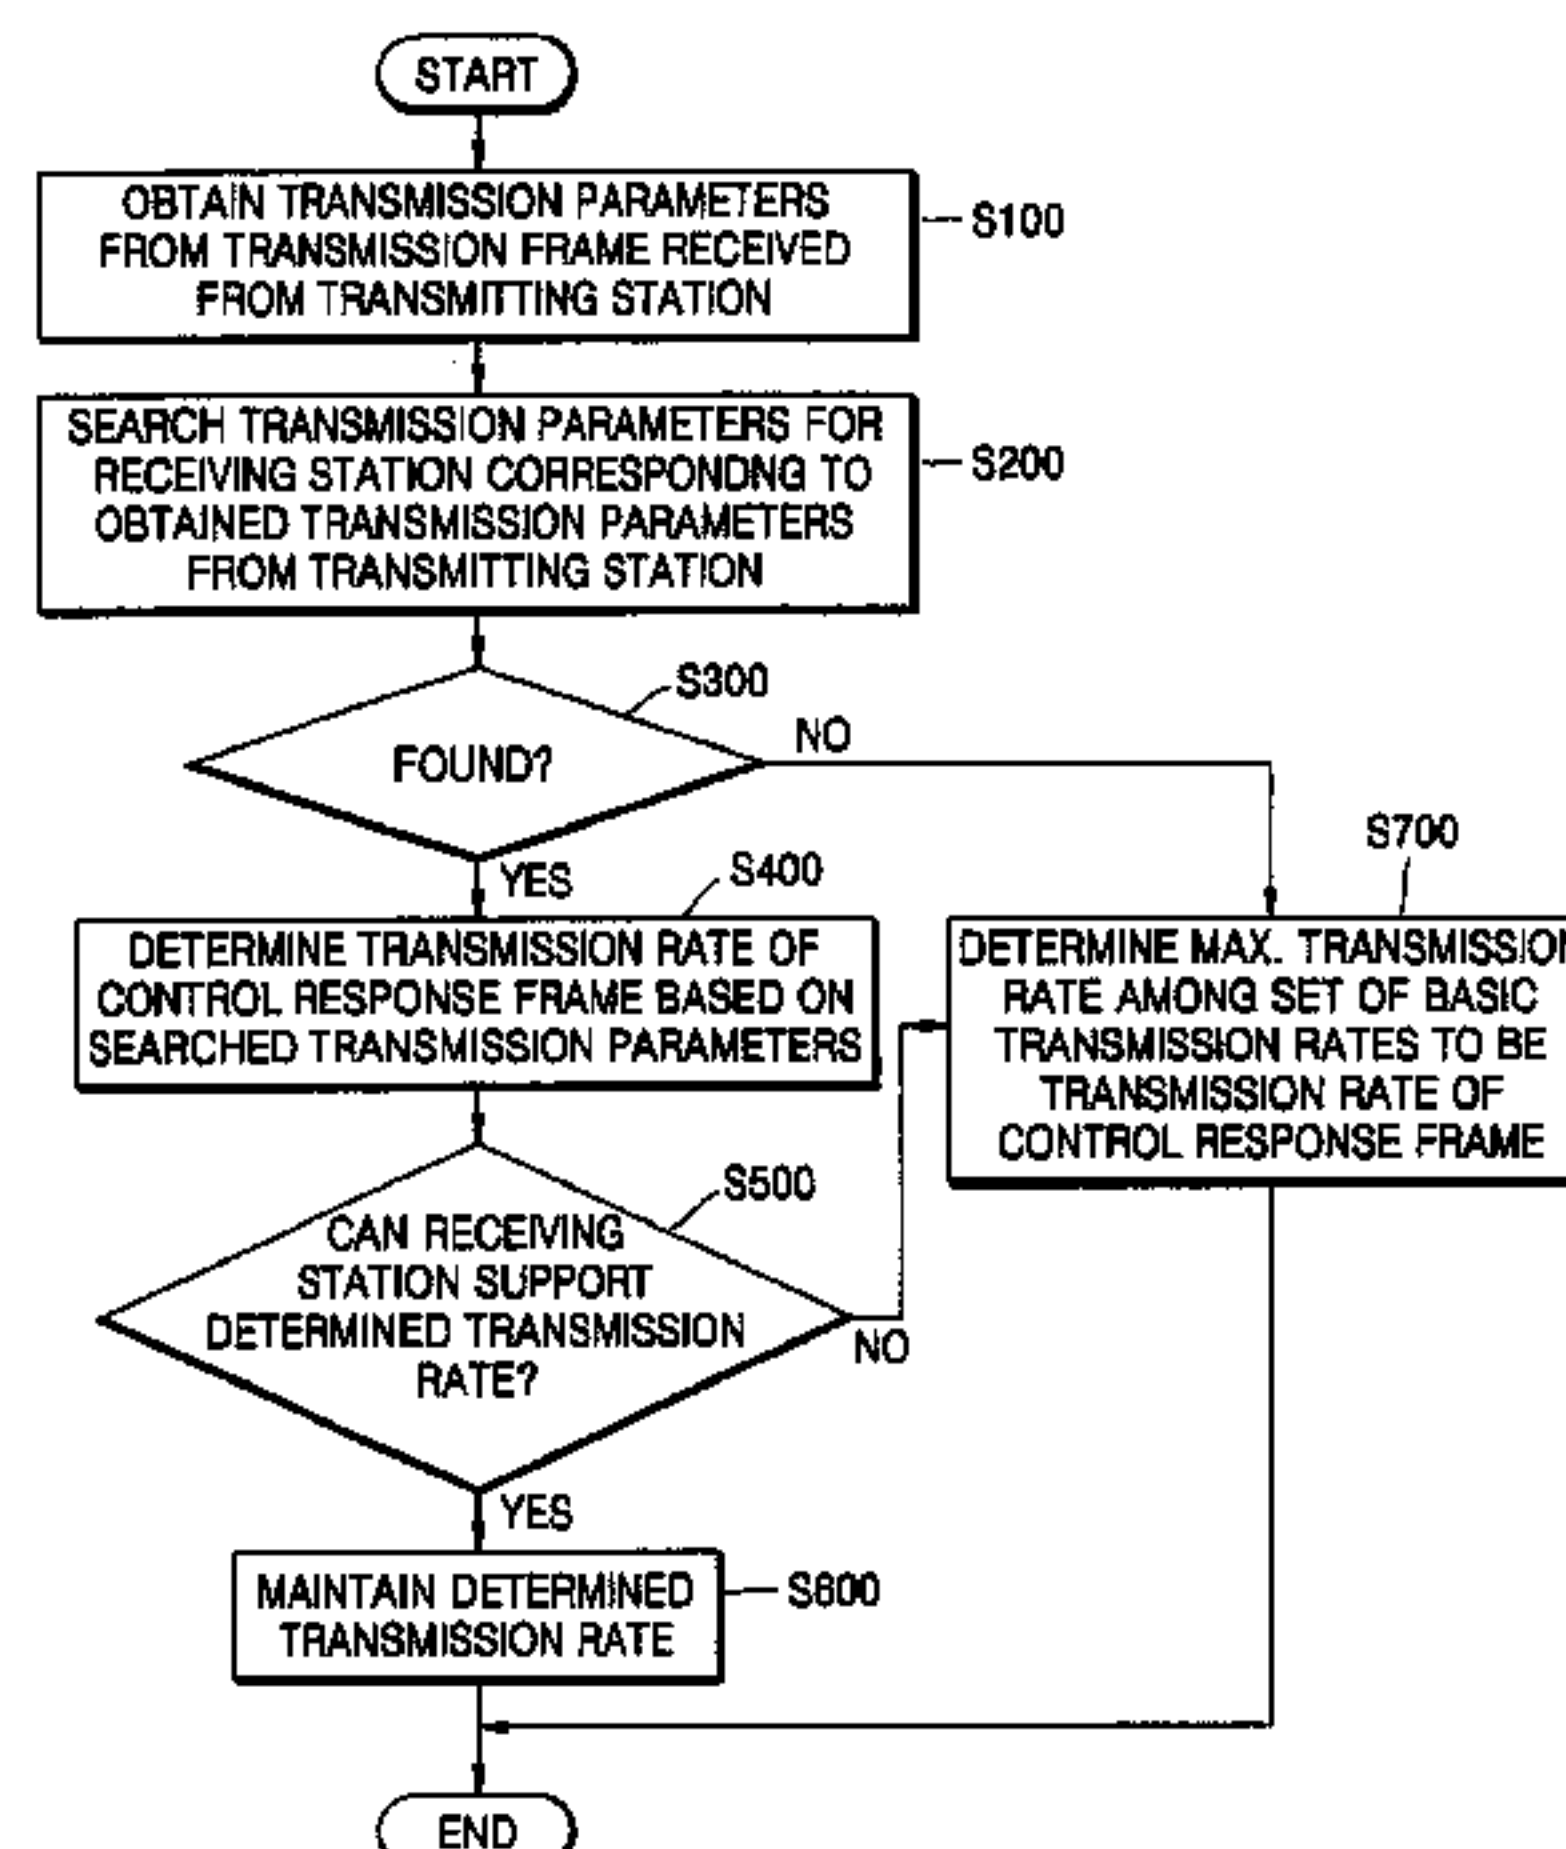 START
OBTAIN TRANSMISSION PARAMETERS
FROM TRANSMISSION FRAME RECEIVED
FROM TRANSMITTING STATION
S100
SEARCH TRANSMISSION PARAMETERS FOR
RECEIVING STATION CORRESPONDNG TO
OBTAINED TRANSMISSION PARAMETERS
FROM TRANSMITTING STATION
S200
S300
FOUND?
NO
YES
S400
DETERMINE TRANSMISSION RATE OF
CONTROL RESPONSE FRAME BASED ON
SEARCHED TRANSMISSION PARAMETERS
S700
DETERMINE MAX. TRANSMISSION
RATE AMONG SET OF BASIC
TRANSMISSION RATES TO BE
TRANSMISSION RATE OF
CONTROL RESPONSE FRAME
S500
CAN RECEIVING
STATION SUPPORT
DETERMINED TRANSMISSION
RATE?
NO
YES
MAINTAIN DETERMINED
TRANSMISSION RATE
S600
END